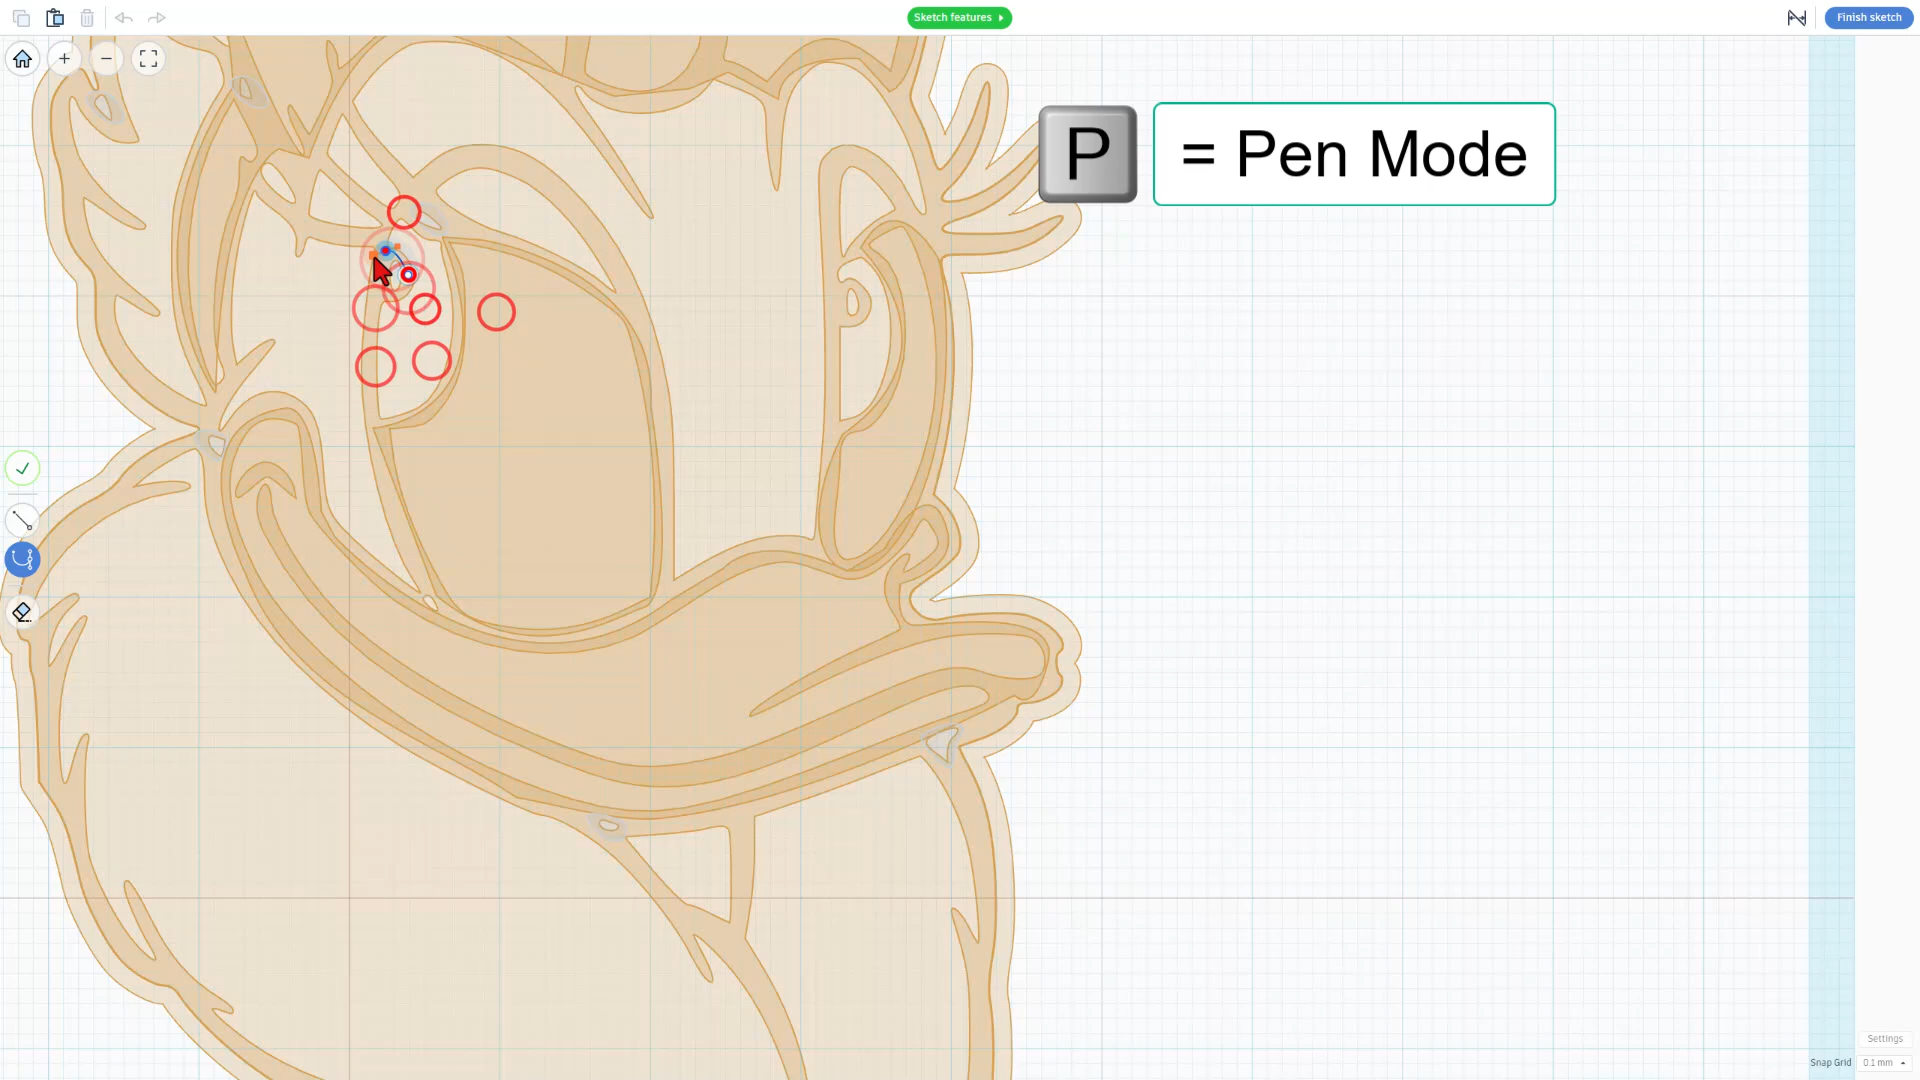 Sketch features
Finish sketch
P
= Pen Mode
Settings
Snap Grid
0.1 mm